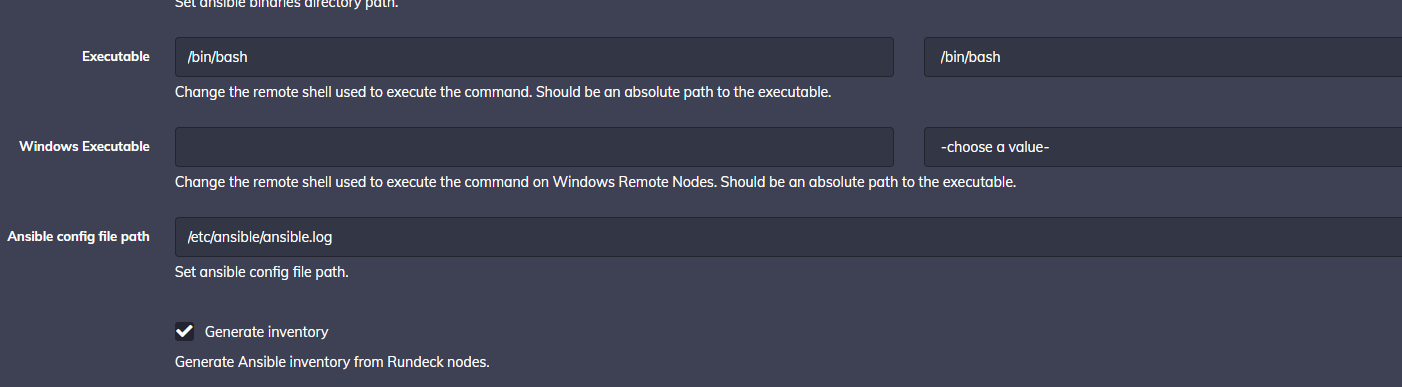 Set ansible binaries directory path.
Executable
/bin/bash
/bin/bash
Change the remote shell used to execute the command. Should be an absolute path to the executable.
Windows Executable
-choose a value-
Change the remote shell used to execute the command on Windows Remote Nodes. Should be an absolute path to the executable.
Ansible config file path
/etc/ansible/ansible.log
Set ansible config file path.
Generate inventory
Generate Ansible inventory from Rundeck nodes.